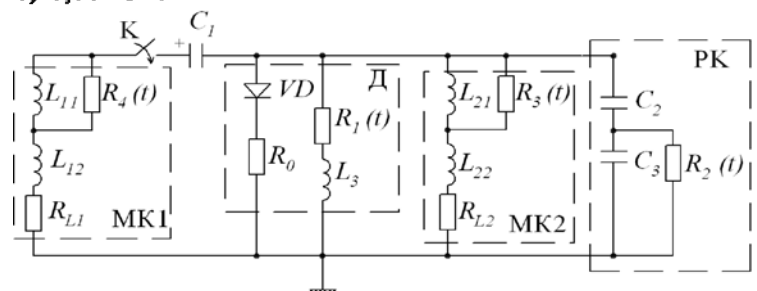 K
+
C1
РК
Д
L11
R4 (t)
VD
R1 (t)
L21
R3 (t)
C2
L12
R0
L3
L22
C3
R2 (t)
RL1
МК1
RL2
МК2